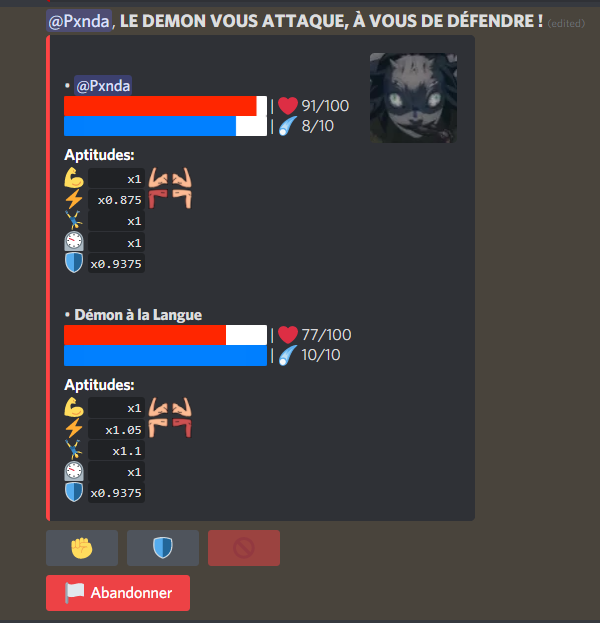 @Pxnda, LE DEMON VOUS ATTAQUE, À VOUS DE DÉFENDRE ! (edited)
• @Pxnda
| 91/100
| 8/10
Aptitudes:
x1
x0.875
x1
x1
x0.9375
• Démon à la Langue
| 77/100
| 10/10
Aptitudes:
x1
x1.05
x1.1
x1
x0.9375
Abandonner